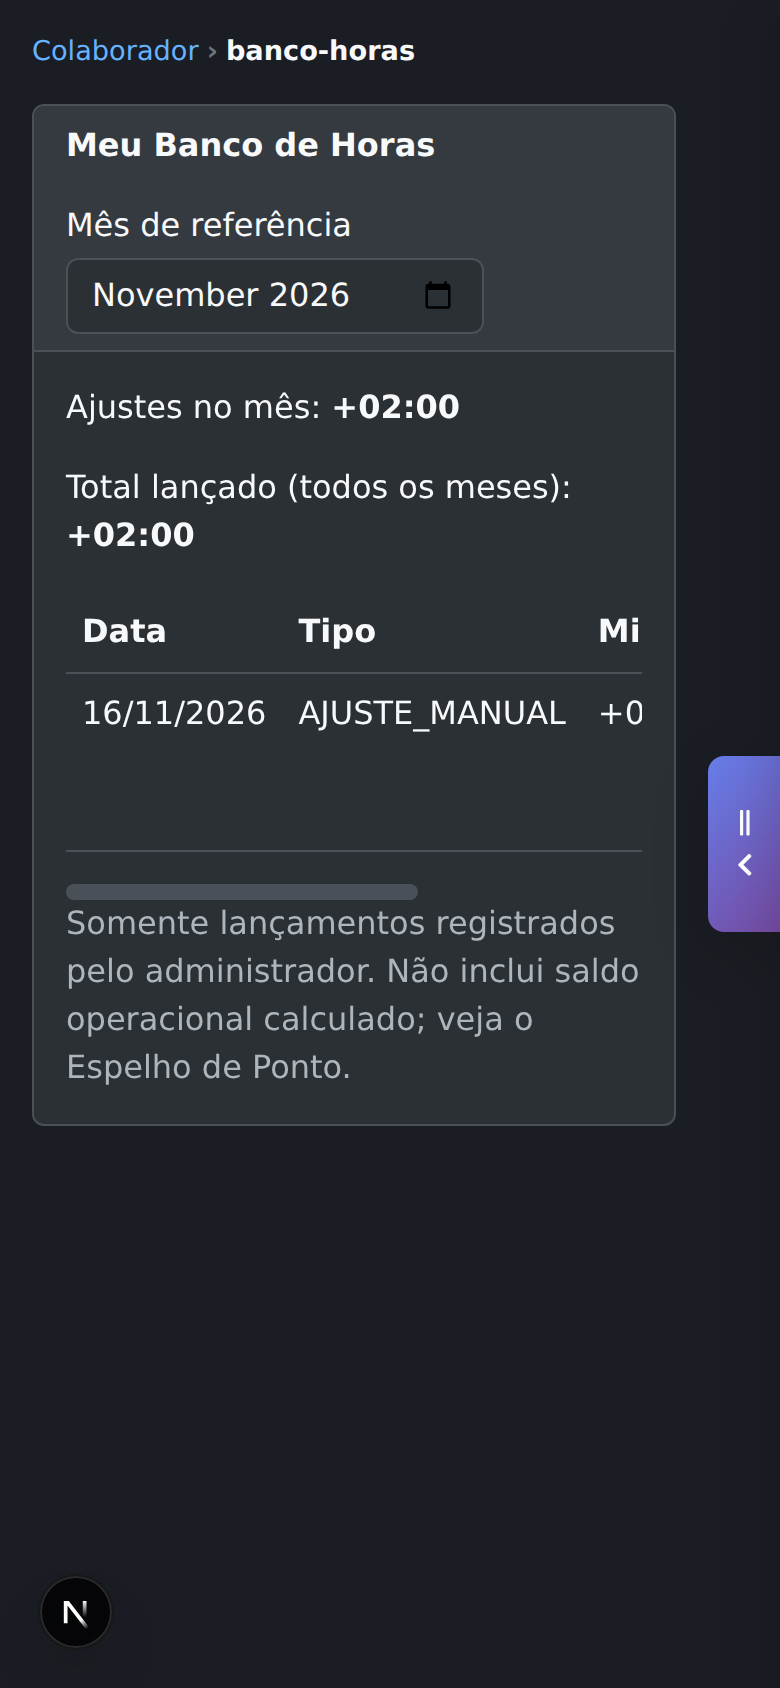 Colaborador › banco-horas
Meu Banco de Horas
Mês de referência
November 2026
Ajustes no mês: +02:00
Total lançado (todos os meses):
+02:00
Data Tipo Mi
16/11/2026 AJUSTE_MANUAL +0
Somente lançamentos registrados
pelo administrador. Não inclui saldo
operacional calculado; veja o
Espelho de Ponto.
N